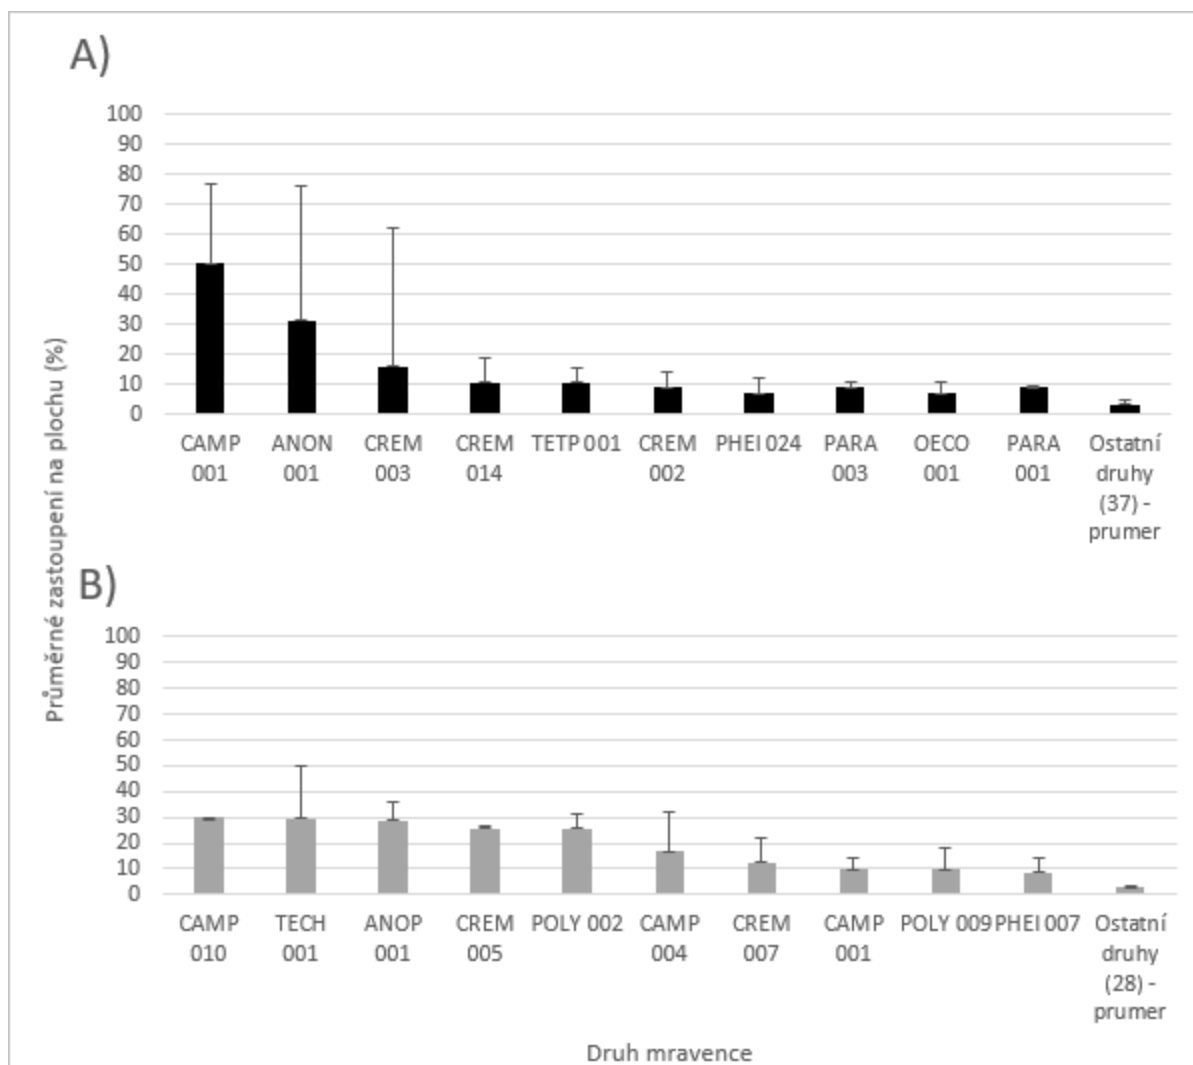 A)
100
90
80
70
60
50
40
30
20
10
0
CAMP ANON CREM CREM TETP 001 CREM PHEI 024 PARA OECO PARA Ostatní
001 001 003 014 002 003 001 001 druhy
(37) -
prumer
Průměrné zastoupení na plochu (%)
B)
100
90
80
70
60
50
40
30
20
10
0
CAMP TECH ANOP CREM POLY 002 CAMP CREM CAMP POLY 009 PHEI 007 Ostatní
010 001 001 005 004 007 001 druhy
(28) -
prumer
Druh mravence